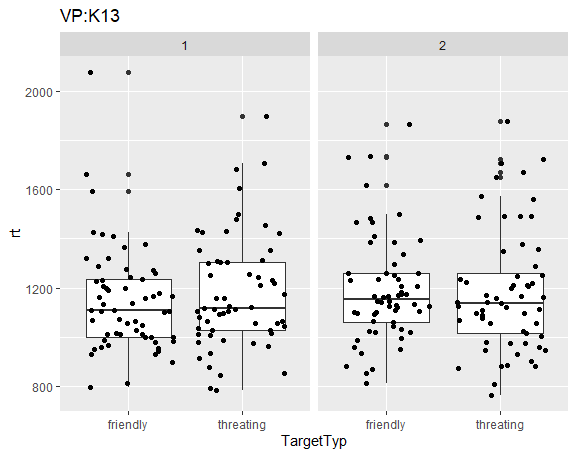 VP:K13
1
2
rt
2000
1600
1200
800
friendly
threating
friendly
threating
TargetTyp